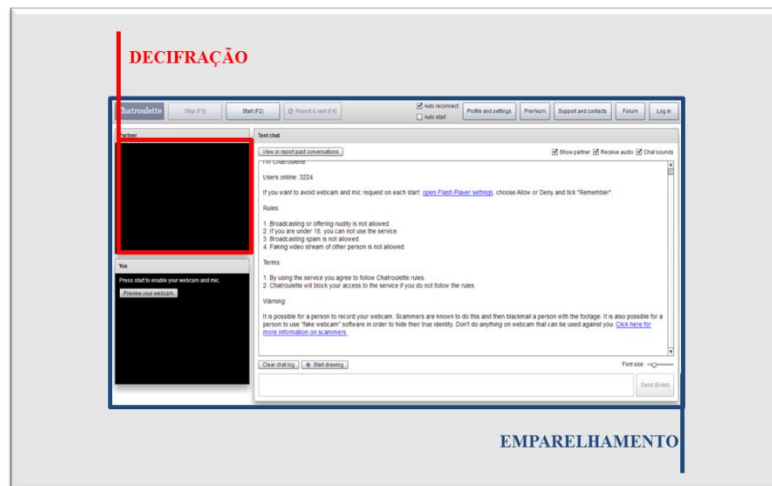 DECIFRAÇÃO
Chatroulette Stop (F3) Start (F2) Report & next (F4) Auto reconnect Auto start Profile and settings Premium Support and contacts Forum Log in
Partner
Text chat
View or report past conversations Show partner Receive audio Chat sounds
I'm Chatroulette
Users online: 3224
If you want to avoid webcam and mic request on each start: open Flash Player settings, choose Allow or Deny and tick "Remember".
Rules:
1. Broadcasting or offering nudity is not allowed.
2. If you are under 18, you can not use the service.
3. Broadcasting spam is not allowed.
4. Faking video stream of other person is not allowed.
Terms:
1. By using the service you agree to follow Chatroulette rules.
2. Chatroulette will block your access to the service if you do not follow the rules.
Warning:
It is possible for a person to record your webcam. Scammers are known to do this and then blackmail a person with the footage. It is also possible for a
person to use "fake webcam" software in order to hide their true identity. Don't do anything on webcam that can be used against you. Click here for
more information on scammers.
You
Press start to enable your webcam and mic.
Preview your webcam
Clear chat log Start drawing Font size:
Send (Enter)
EMPARELHAMENTO